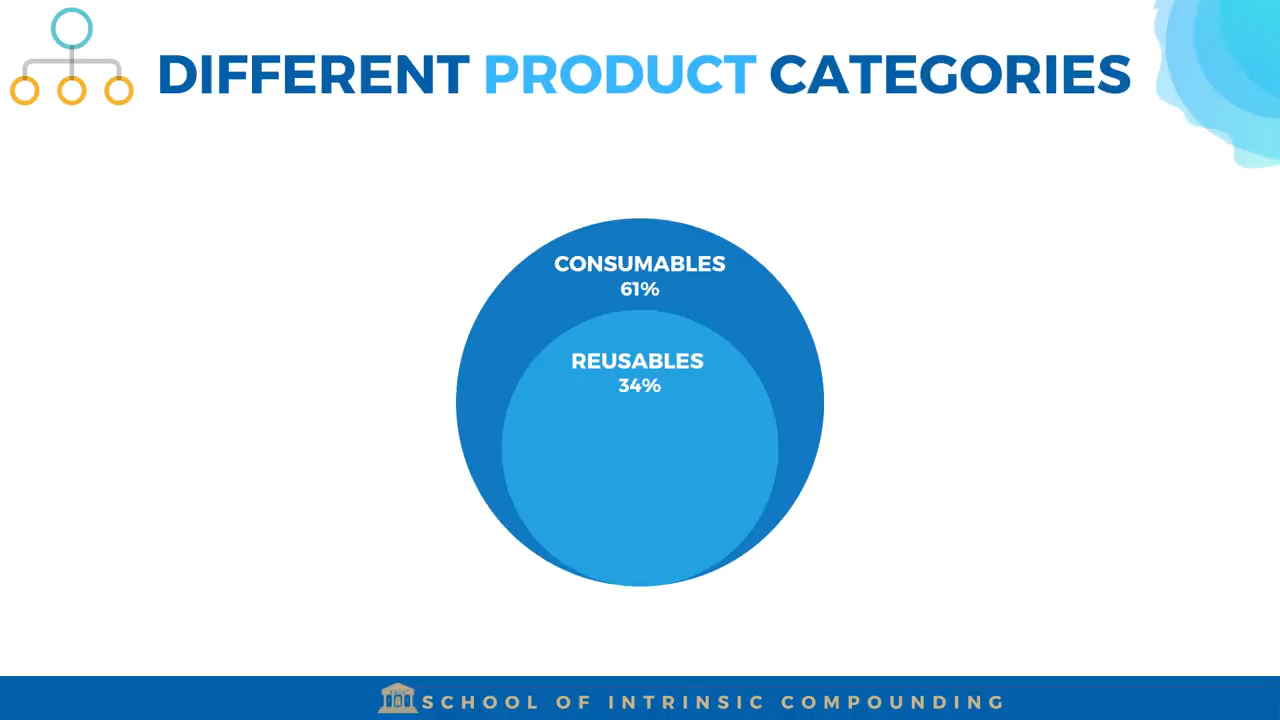 DIFFERENT PRODUCT CATEGORIES
CONSUMABLES
61%
REUSABLES
34%
SCHOOL OF INTRINSIC COMPOUNDING